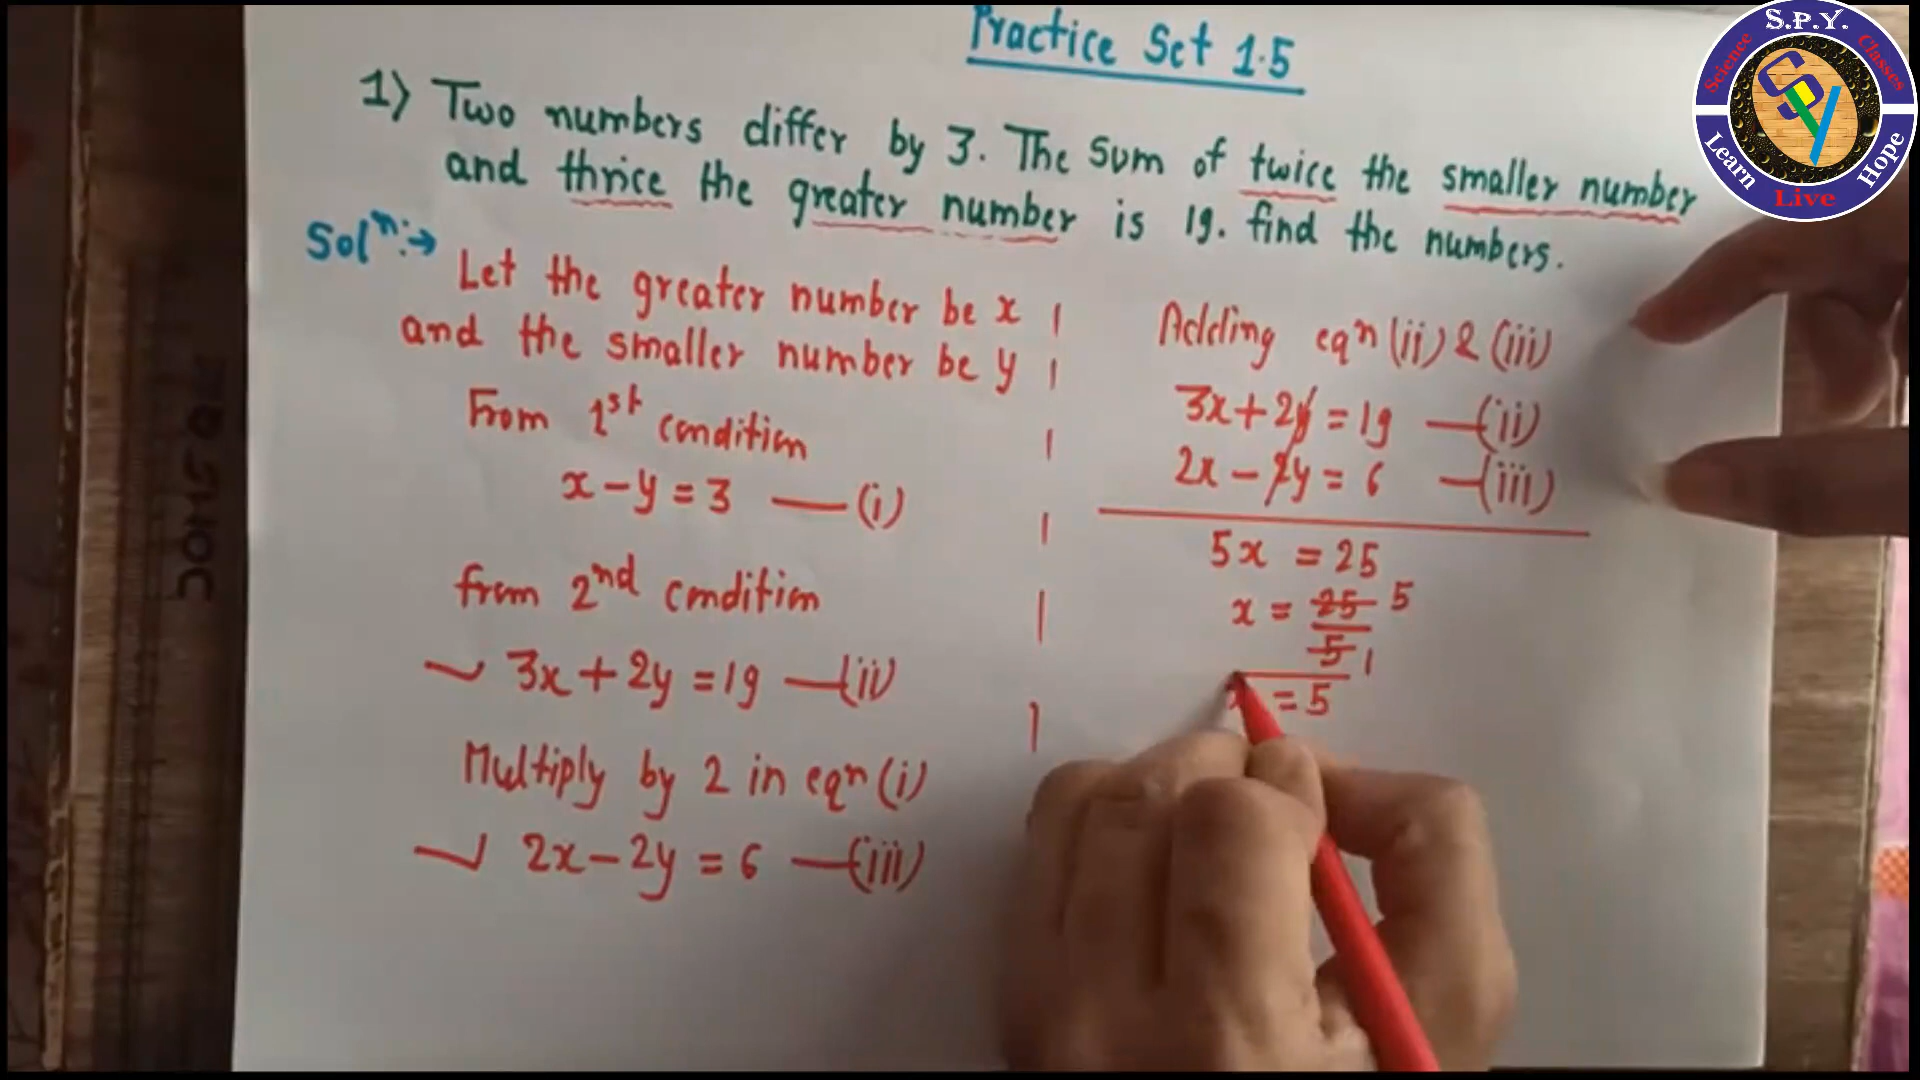 Practice Set 1.5
1) Two numbers differ by 3. The sum of twice the smaller number
and thrice the greater number is 19. find the numbers.
Solⁿ:→
Let the greater number be x
and the smaller number be y
From 1ˢᵗ condition
x - y = 3 —(i)
from 2ⁿᵈ condition
3x + 2y = 19 —(ii)
Multiply by 2 in eqⁿ (i)
2x - 2y = 6 —(iii)
Adding eqⁿ (ii) & (iii)
3x + 2y = 19 —(ii)
2x - 2y = 6 —(iii)
5x = 25
x = 25 5
5 1
= 5
S.P.Y.
Science
Classes
SPY
Learn
Live
Hope
DOMS